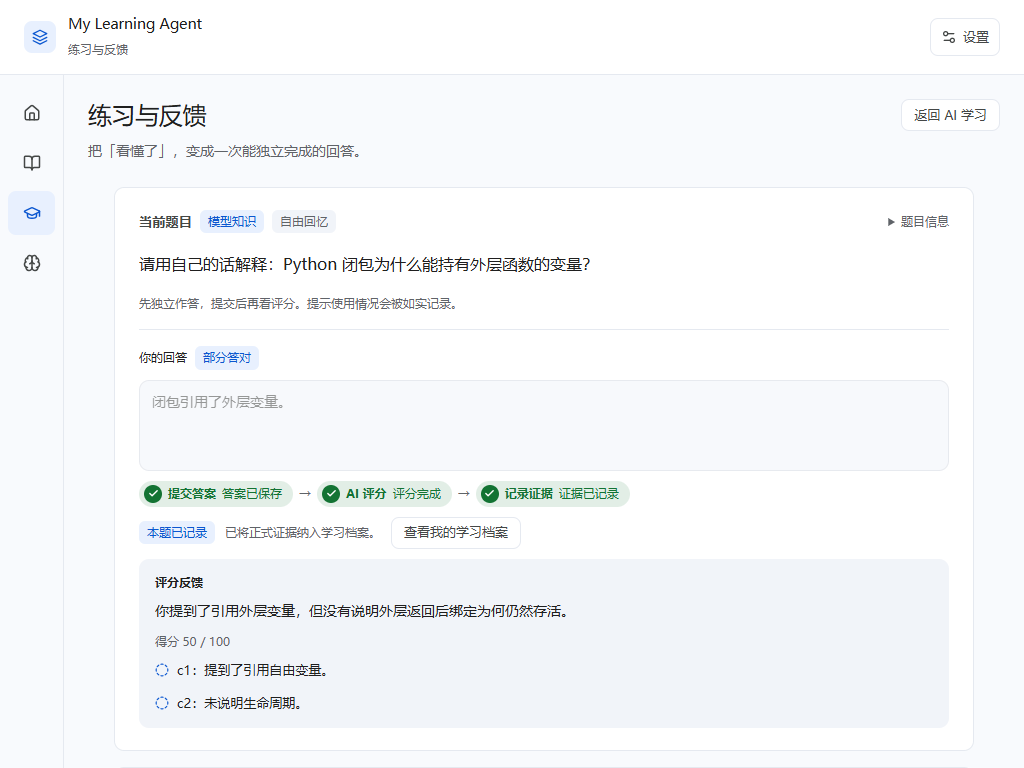 My Learning Agent
练习与反馈
设置
练习与反馈
返回 AI 学习
把「看懂了」，变成一次能独立完成的回答。
当前题目 模型知识 自由回忆
题目信息
请用自己的话解释：Python 闭包为什么能持有外层函数的变量?
先独立作答，提交后再看评分。提示使用情况会被如实记录。
你的回答 部分答对
闭包引用了外层变量。
提交答案 答案已保存 → AI 评分 评分完成 → 记录证据 证据已记录
本题已记录 已将正式证据纳入学习档案。 查看我的学习档案
评分反馈
你提到了引用外层变量，但没有说明外层返回后绑定为何仍然存活。
得分 50 / 100
c1：提到了引用自由变量。
c2：未说明生命周期。